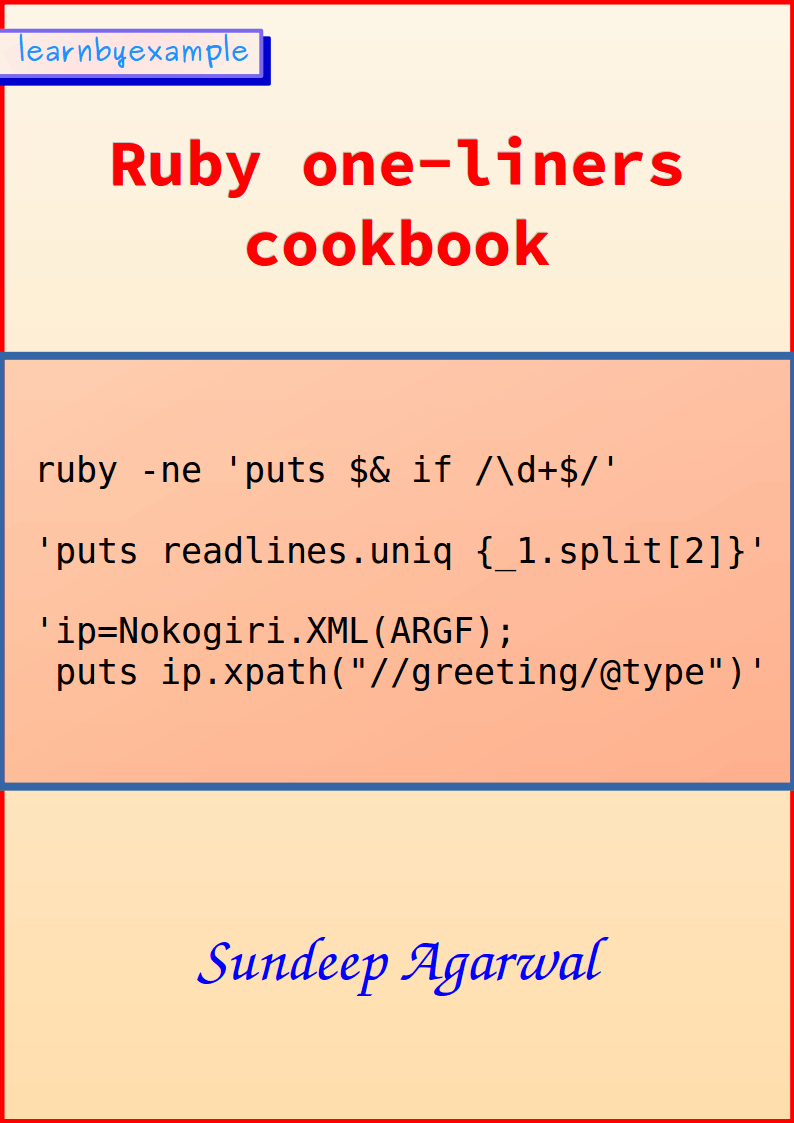 learnbyexample
Ruby one-liners
cookbook
ruby -ne 'puts $& if /\d+$/'
'puts readlines.uniq {_1.split[2]}'
'ip=Nokogiri.XML(ARGF);
puts ip.xpath("//greeting/@type")'
Sundeep Agarwal